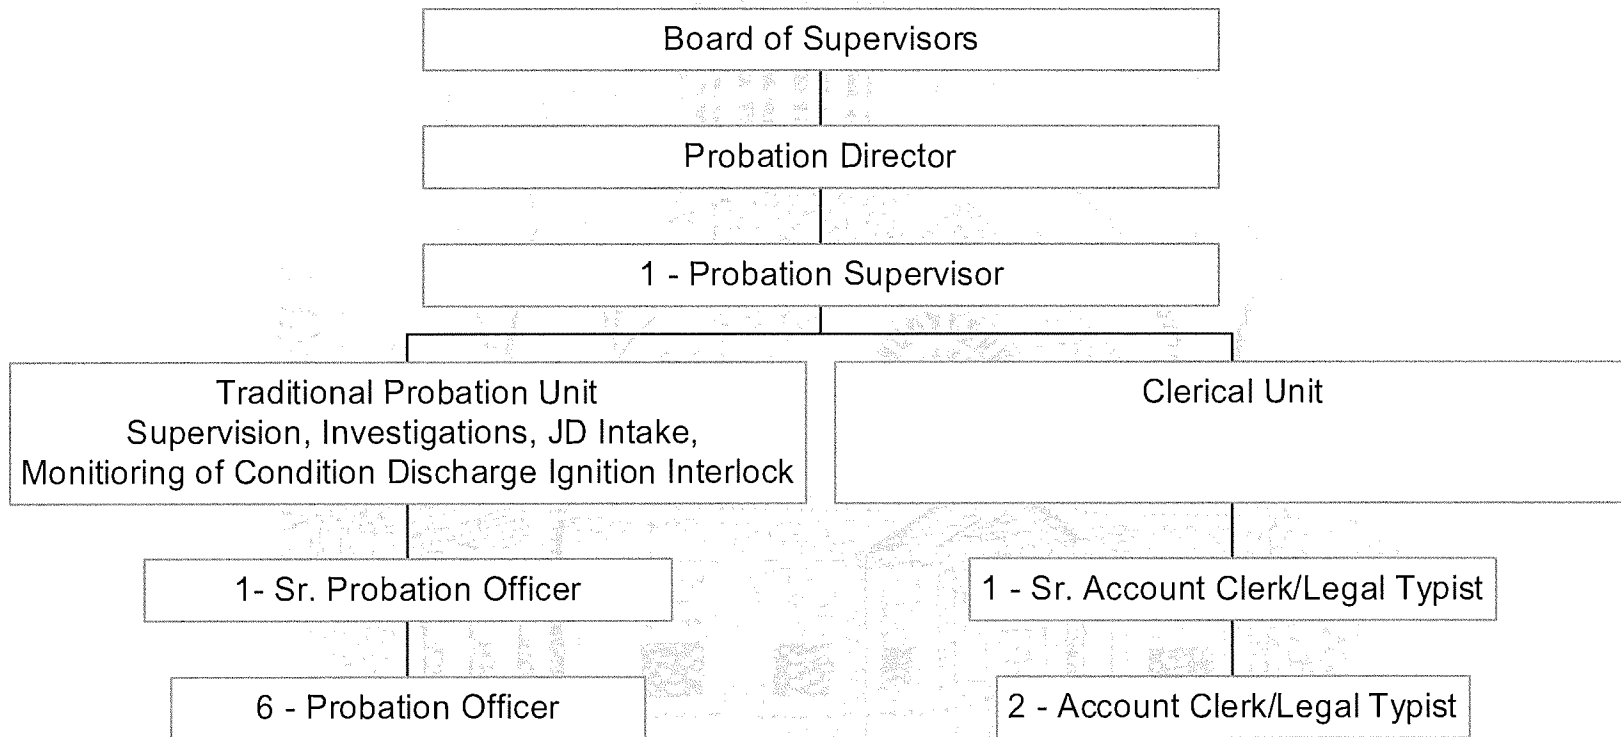 Board of Supervisors
Probation Director
1 - Probation Supervisor
Traditional Probation Unit
Supervision, Investigations, JD Intake,
Monitioring of Condition Discharge Ignition Interlock
Clerical Unit
1- Sr. Probation Officer
1 - Sr. Account Clerk/Legal Typist
6 - Probation Officer
2 - Account Clerk/Legal Typist